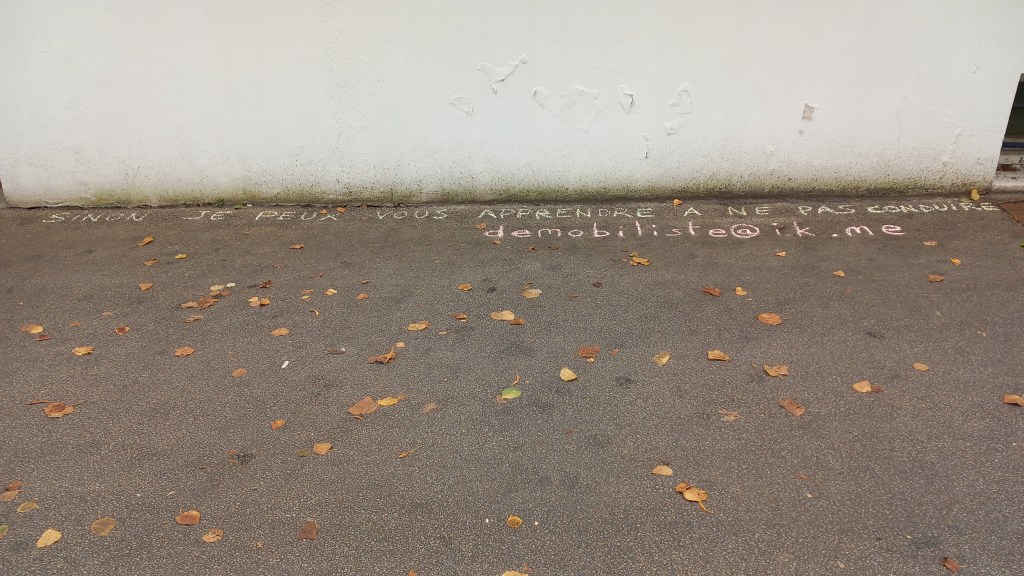 SINON JE PEUX VOUS APPRENDRE A NE PAS CONDUIRE
demobiliste@ik.me